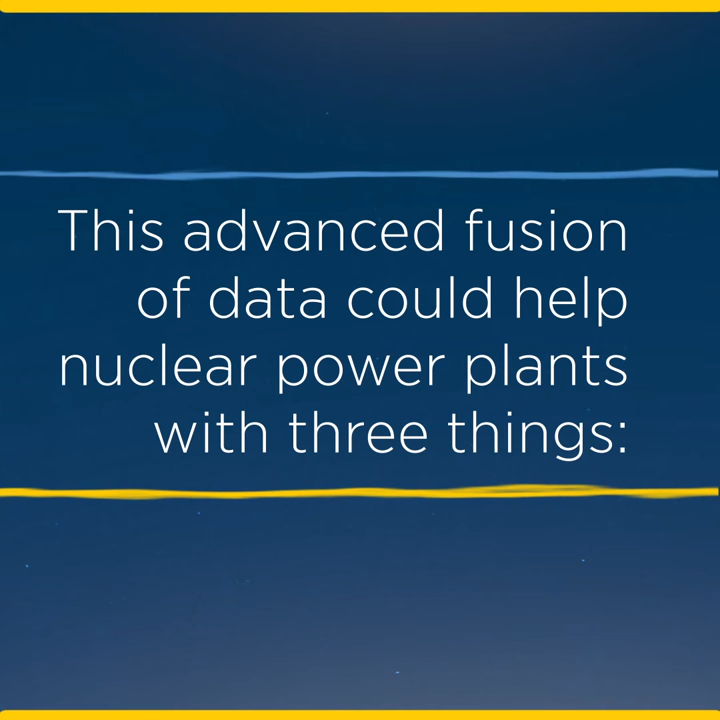 This advanced fusion
of data could help
nuclear power plants
with three things: